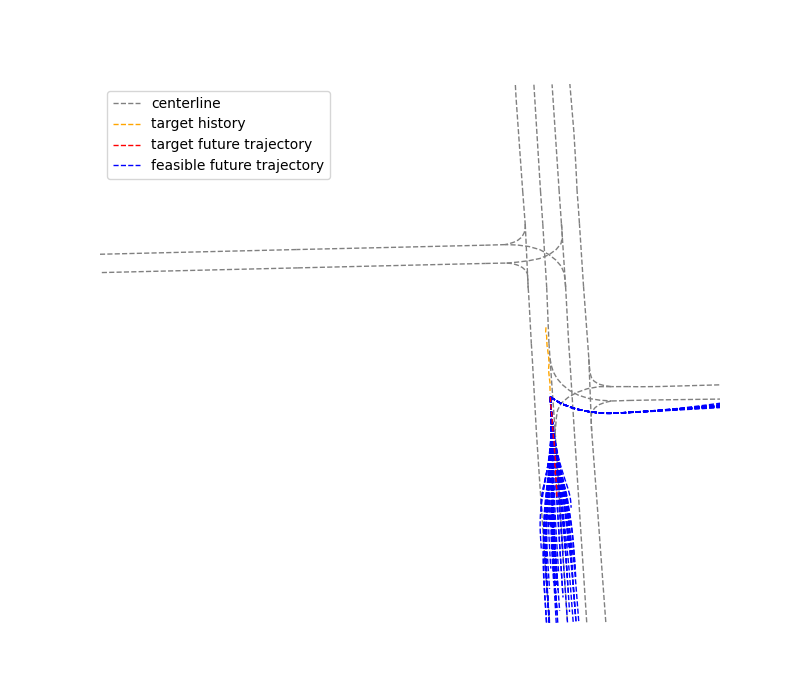 centerline
target history
target future trajectory
feasible future trajectory